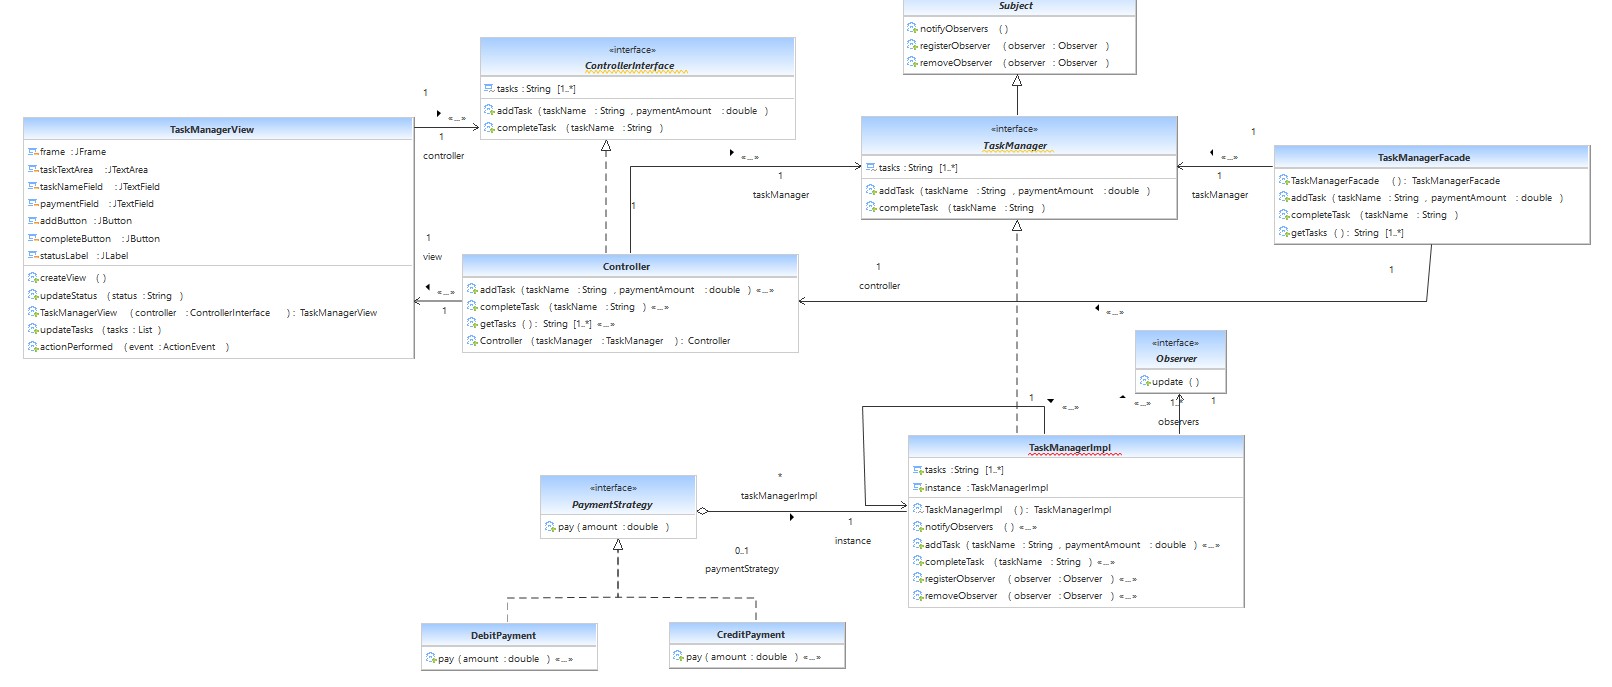 Subject
notifyObservers ( )
registerObserver ( observer : Observer )
removeObserver ( observer : Observer )
«interface»
ControllerInterface
tasks : String [1..*]
addTask ( taskName : String , paymentAmount : double )
completeTask ( taskName : String )
1
«...»
1
controller
TaskManagerView
frame : JFrame
taskTextArea : JTextArea
taskNameField : JTextField
paymentField : JTextField
addButton : JButton
completeButton : JButton
statusLabel : JLabel
createView ( )
updateStatus ( status : String )
TaskManagerView ( controller : ControllerInterface ) : TaskManagerView
updateTasks ( tasks : List )
actionPerformed ( event : ActionEvent )
«interface»
TaskManager
tasks : String [1..*]
addTask ( taskName : String , paymentAmount : double )
completeTask ( taskName : String )
«...»
1
taskManager
1
1
«...»
1
taskManager
TaskManagerFacade
TaskManagerFacade ( ) : TaskManagerFacade
addTask ( taskName : String , paymentAmount : double )
completeTask ( taskName : String )
getTasks ( ) : String [1..*]
1
view
«...»
1
Controller
addTask ( taskName : String , paymentAmount : double ) «...»
completeTask ( taskName : String ) «...»
getTasks ( ) : String [1..*] «...»
Controller ( taskManager : TaskManager ) : Controller
1
controller
1
«...»
«interface»
Observer
update ( )
1
«...»
«...»
1..*
1
observers
TaskManagerImpl
tasks : String [1..*]
instance : TaskManagerImpl
TaskManagerImpl ( ) : TaskManagerImpl
notifyObservers ( ) «...»
addTask ( taskName : String , paymentAmount : double ) «...»
completeTask ( taskName : String ) «...»
registerObserver ( observer : Observer ) «...»
removeObserver ( observer : Observer ) «...»
«interface»
PaymentStrategy
pay ( amount : double )
*
taskManagerImpl
1
instance
0..1
paymentStrategy
DebitPayment
pay ( amount : double ) «...»
CreditPayment
pay ( amount : double ) «...»